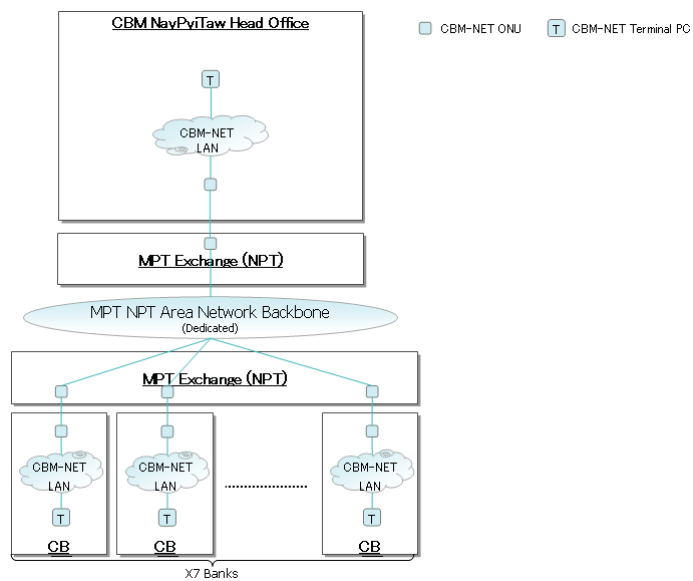 CBM NayPyiTaw Head Office
CBM-NET ONU
T CBM-NET Terminal PC
T
CBM-NET
LAN
MPT Exchange (NPT)
MPT NPT Area Network Backbone
(Dedicated)
MPT Exchange (NPT)
CBM-NET CBM-NET CBM-NET
LAN LAN LAN
T T T
CB CB CB
X7 Banks